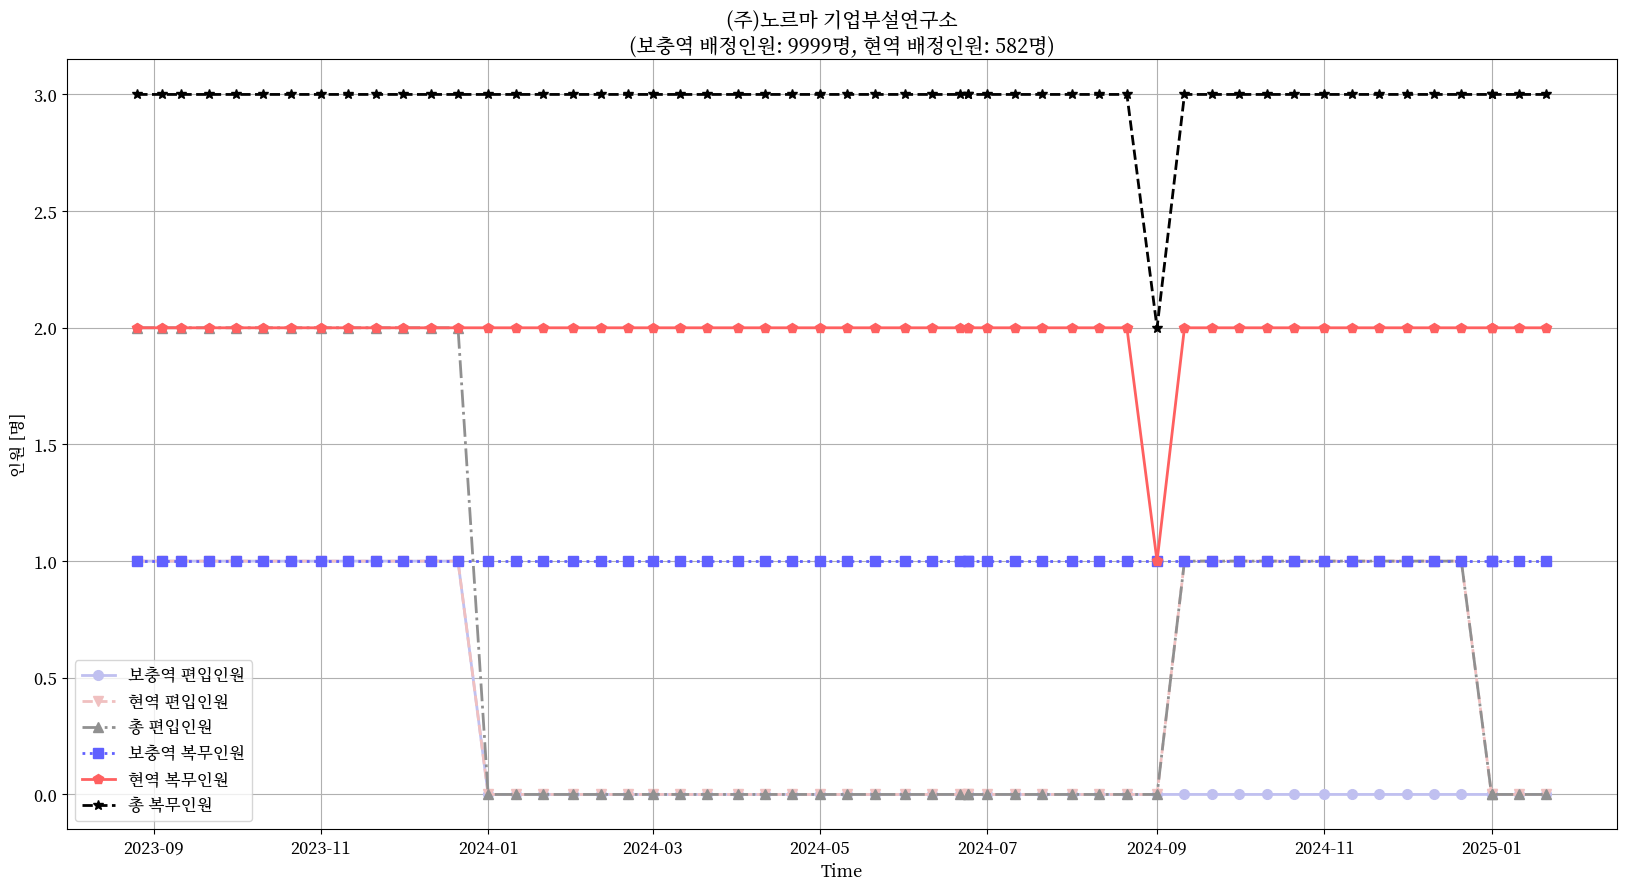 (주)노르마 기업부설연구소
(보충역 배정인원: 9999명, 현역 배정인원: 582명)
인원 [명]
3.0
2.5
2.0
1.5
1.0
0.5
0.0
보충역 편입인원
현역 편입인원
총 편입인원
보충역 복무인원
현역 복무인원
총 복무인원
2023-09 2023-11 2024-01 2024-03 2024-05 2024-07 2024-09 2024-11 2025-01
Time